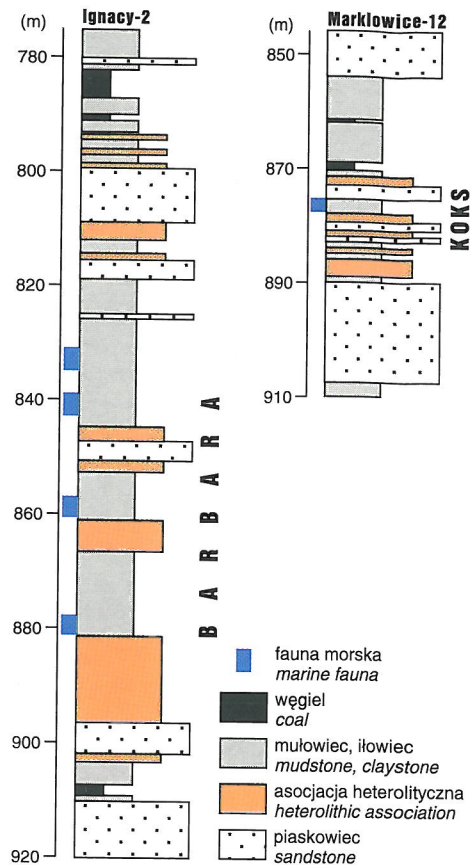 Ignacy-2
(m)
780
800
820
840
860
880
900
920
BARBARA
Marklowice-12
(m)
850
870
890
910
KOKS
fauna morska
marine fauna
węgiel
coal
mułowiec, iłowiec
mudstone, claystone
asocjacja heterolityczna
heterolithic association
piaskowiec
sandstone